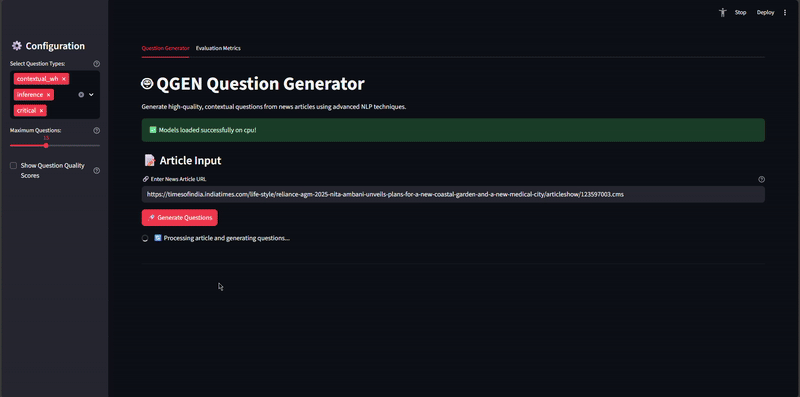 Stop Deploy
Configuration
Select Question Types:
contextual_wh ×
inference ×
critical ×
Maximum Questions:
15
Show Question Quality
Scores
Question Generator Evaluation Metrics
QGEN Question Generator
Generate high-quality, contextual questions from news articles using advanced NLP techniques.
Models loaded successfully on cpu!
Article Input
Enter News Article URL
https://timesofindia.indiatimes.com/life-style/reliance-agm-2025-nita-ambani-unveils-plans-for-a-new-coastal-garden-and-a-new-medical-city/articleshow/123597003.cms
Generate Questions
Processing article and generating questions...